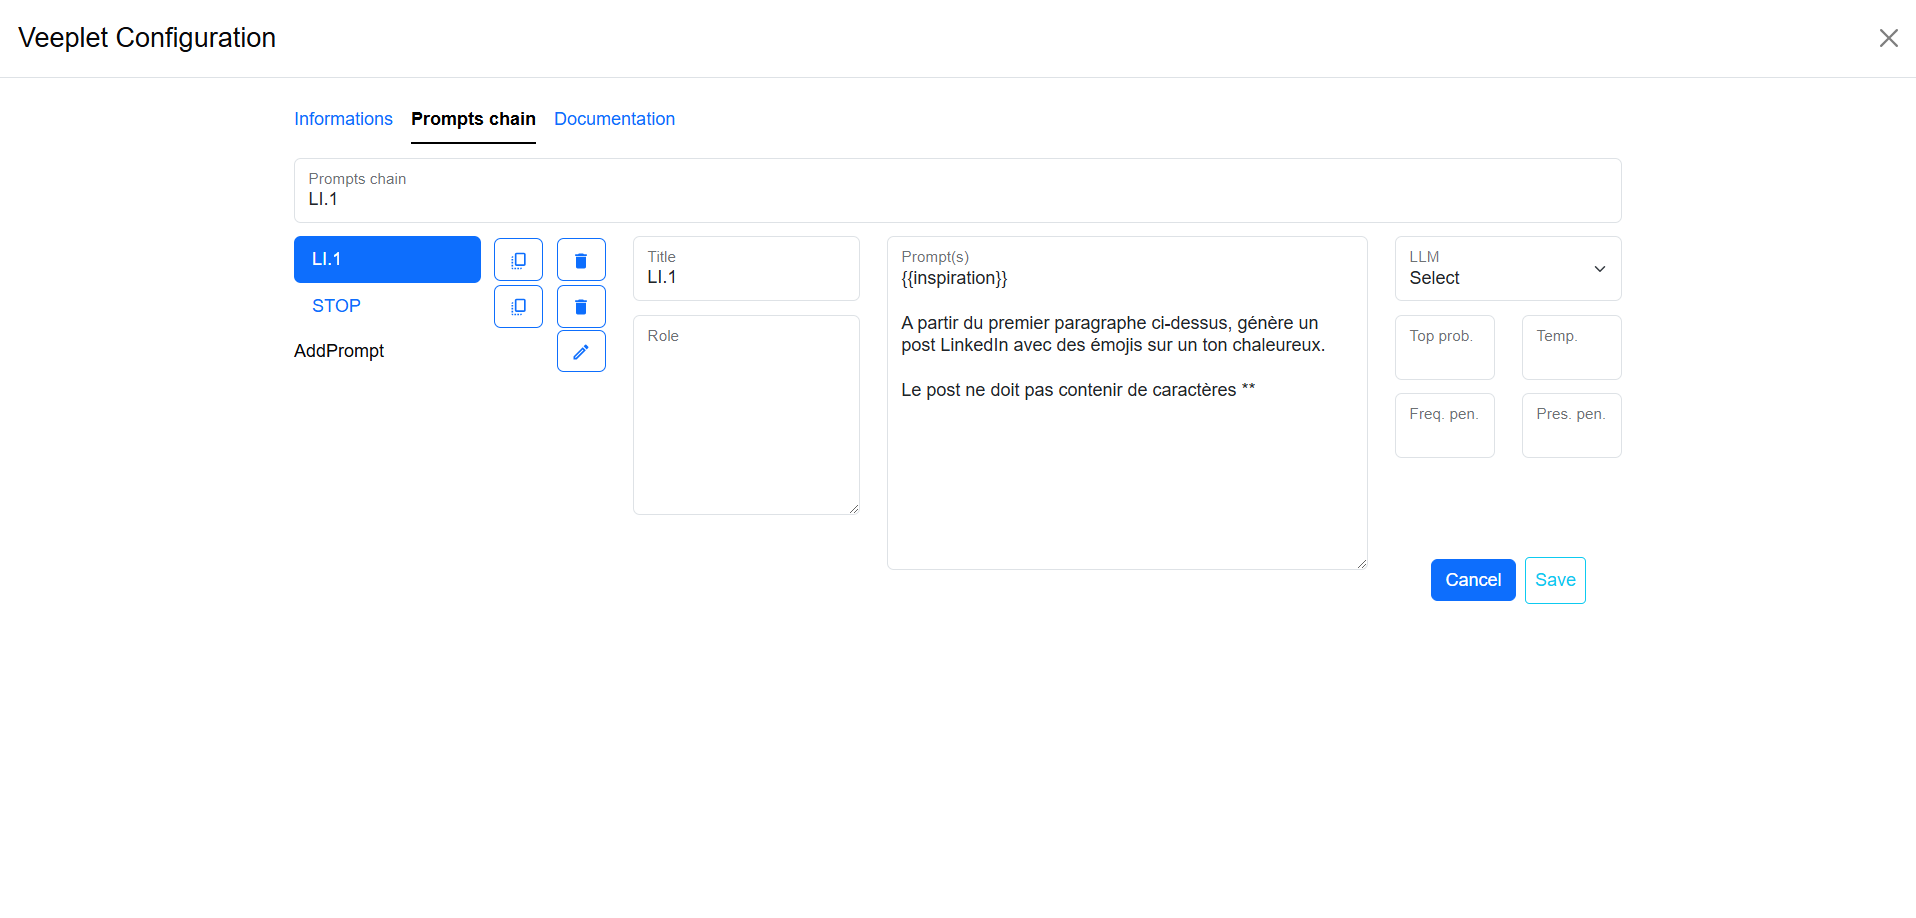 Veeplet Configuration
Informations
Prompts chain
Documentation
Prompts chain
LI.1
LI.1
STOP
AddPrompt
Title
LI.1
Role
Prompt(s)
{{inspiration}}
A partir du premier paragraphe ci-dessus, génère un
post LinkedIn avec des émojis sur un ton chaleureux.
Le post ne doit pas contenir de caractères **
LLM
Select
Top prob.
Temp.
Freq. pen.
Pres. pen.
Cancel
Save